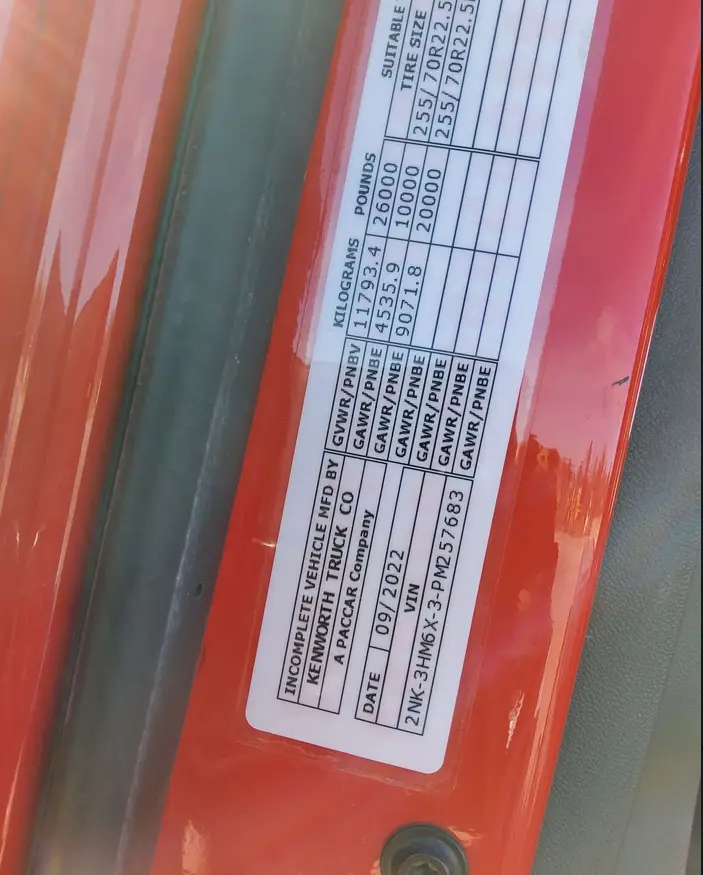 INCOMPLETE VEHICLE MFD BY
KENWORTH TRUCK CO
A PACCAR Company
DATE 09/2022
VIN
2NK-3HM6X-3-PM257683
KILOGRAMS POUNDS SUITABLE TIRE SIZE
GVWR/PNBV 11793.4 26000
GAWR/PNBE 4535.9 10000 255/70R22.5
GAWR/PNBE 9071.8 20000 255/70R22.5
GAWR/PNBE
GAWR/PNBE
GAWR/PNBE
GAWR/PNBE